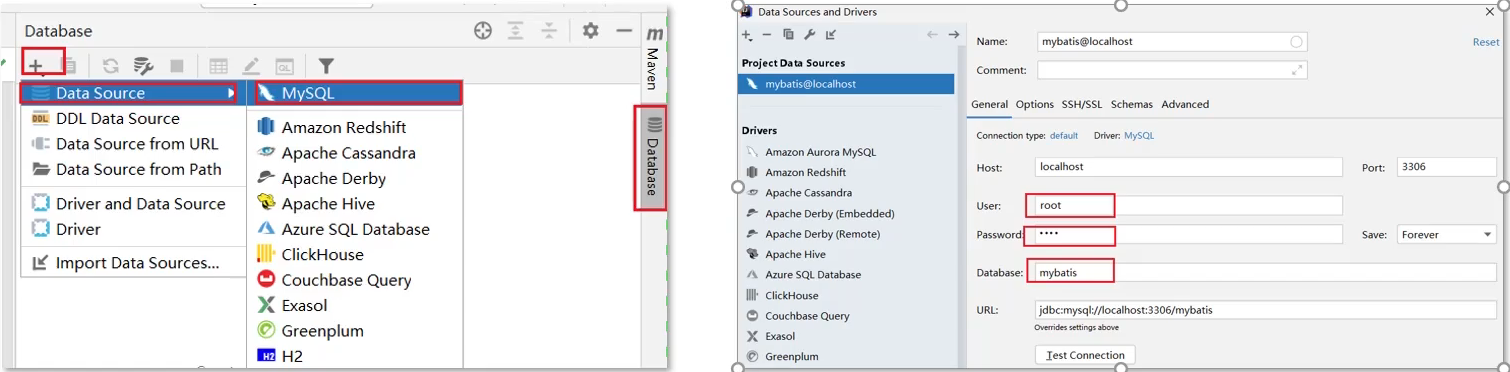 Database
+
Data Source
DDL Data Source
Data Source from URL
Data Source from Path
Driver and Data Source
Driver
Import Data Sources...
MySQL
Amazon Redshift
Apache Cassandra
Apache Derby
Apache Hive
Azure SQL Database
ClickHouse
Couchbase Query
Exasol
Greenplum
H2
m
Maven
Database
Data Sources and Drivers
Project Data Sources
mybatis@localhost
Drivers
Amazon Aurora MySQL
Amazon Redshift
Apache Cassandra
Apache Derby (Embedded)
Apache Derby (Remote)
Apache Hive
Azure SQL Database
ClickHouse
Couchbase Query
Exasol
Greenplum
Name: mybatis@localhost Reset
Comment:
General Options SSH/SSL Schemas Advanced
Connection type: default Driver: MySQL
Host: localhost Port: 3306
User: root
Password: •••• Save: Forever
Database: mybatis
URL: jdbc:mysql://localhost:3306/mybatis
Overrides settings above
Test Connection